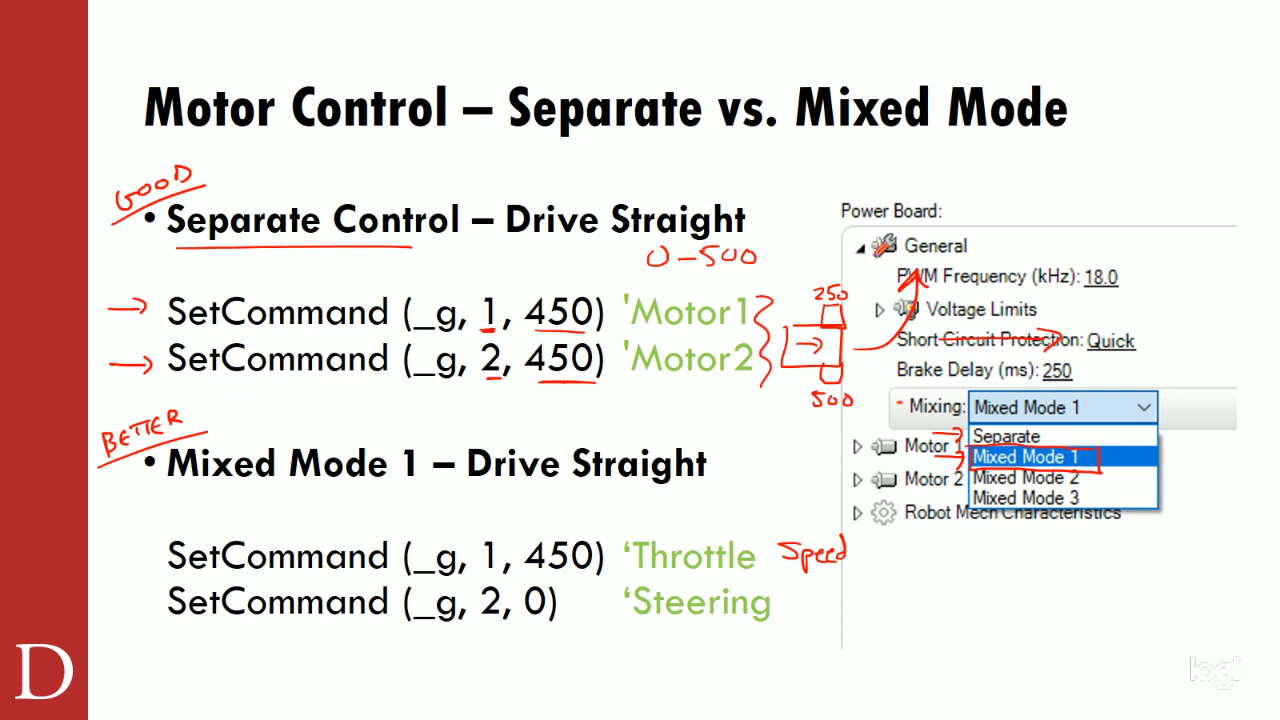 Motor Control – Separate vs. Mixed Mode
GOOD
• Separate Control – Drive Straight
0-500
SetCommand (_g, 1, 450) 'Motor1
SetCommand (_g, 2, 450) 'Motor2
250
500
BETTER
• Mixed Mode 1 – Drive Straight
SetCommand (_g, 1, 450) ‘Throttle Speed
SetCommand (_g, 2, 0) ‘Steering
Power Board:
General
PWM Frequency (kHz): 18.0
Voltage Limits
Short Circuit Protection: Quick
Brake Delay (ms): 250
* Mixing: Mixed Mode 1
Separate
Mixed Mode 1
Mixed Mode 2
Mixed Mode 3
Motor 1
Motor 2
Robot Mech Characteristics
D
logi